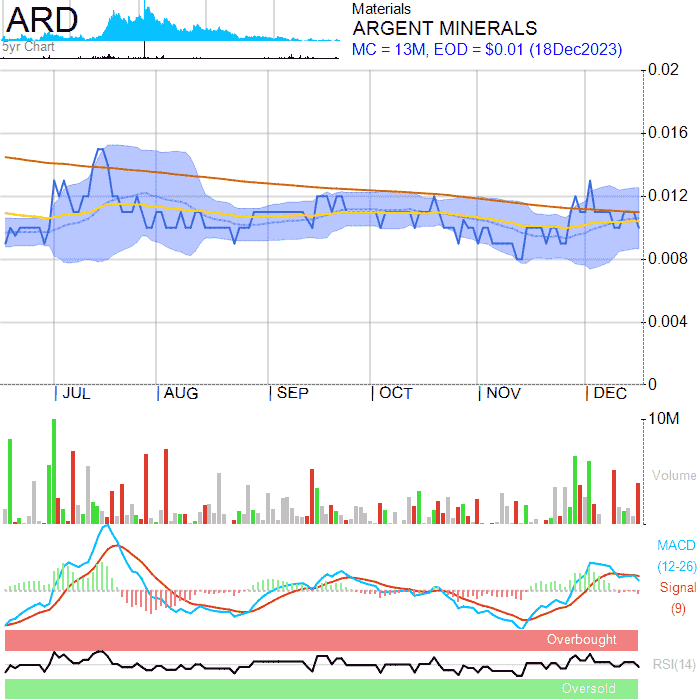 ARD
5yr Chart
Materials
ARGENT MINERALS
MC = 13M, EOD = $0.01 (18Dec2023)
0.02
0.016
0.012
0.008
0.004
0
JUL
AUG
SEP
OCT
NOV
DEC
10M
Volume
MACD
(12-26)
Signal
(9)
Overbought
RSI(14)
Oversold